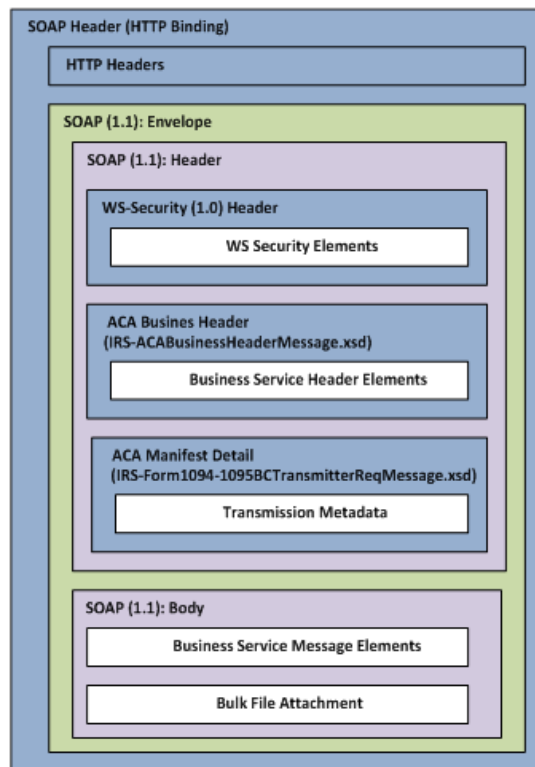 SOAP Header (HTTP Binding)
HTTP Headers
SOAP (1.1): Envelope
SOAP (1.1): Header
WS-Security (1.0) Header
WS Security Elements
ACA Busines Header
(IRS-ACABusinessHeaderMessage.xsd)
Business Service Header Elements
ACA Manifest Detail
(IRS-Form1094-1095BCTransmitterReqMessage.xsd)
Transmission Metadata
SOAP (1.1): Body
Business Service Message Elements
Bulk File Attachment